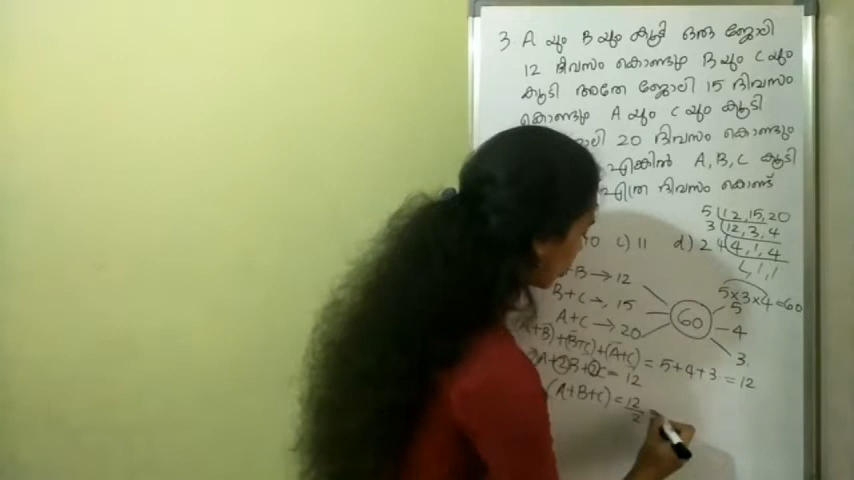 3 A യും B യും കൂടി ഒരു ജോലി
12 ദിവസം കൊണ്ടും B യും C യും
കൂടി അതേ ജോലി 15 ദിവസം
കൊണ്ടും A യും C യും കൂടി
20 ദിവസം കൊണ്ടും
എങ്കിൽ A, B, C കൂടി
എത്ര ദിവസം കൊണ്ട്
c) 11 d) 2
5 12, 15, 20
3 12, 3, 4
4 4, 1, 4
1, 1
5×3×4=60
+B → 12
B+C → 15
A+C → 20
60
5
4
3
A+B)+(B+C)+(A+C) = 5+4+3 = 12
A+2B+2C = 12
(A+B+C) = 12/2